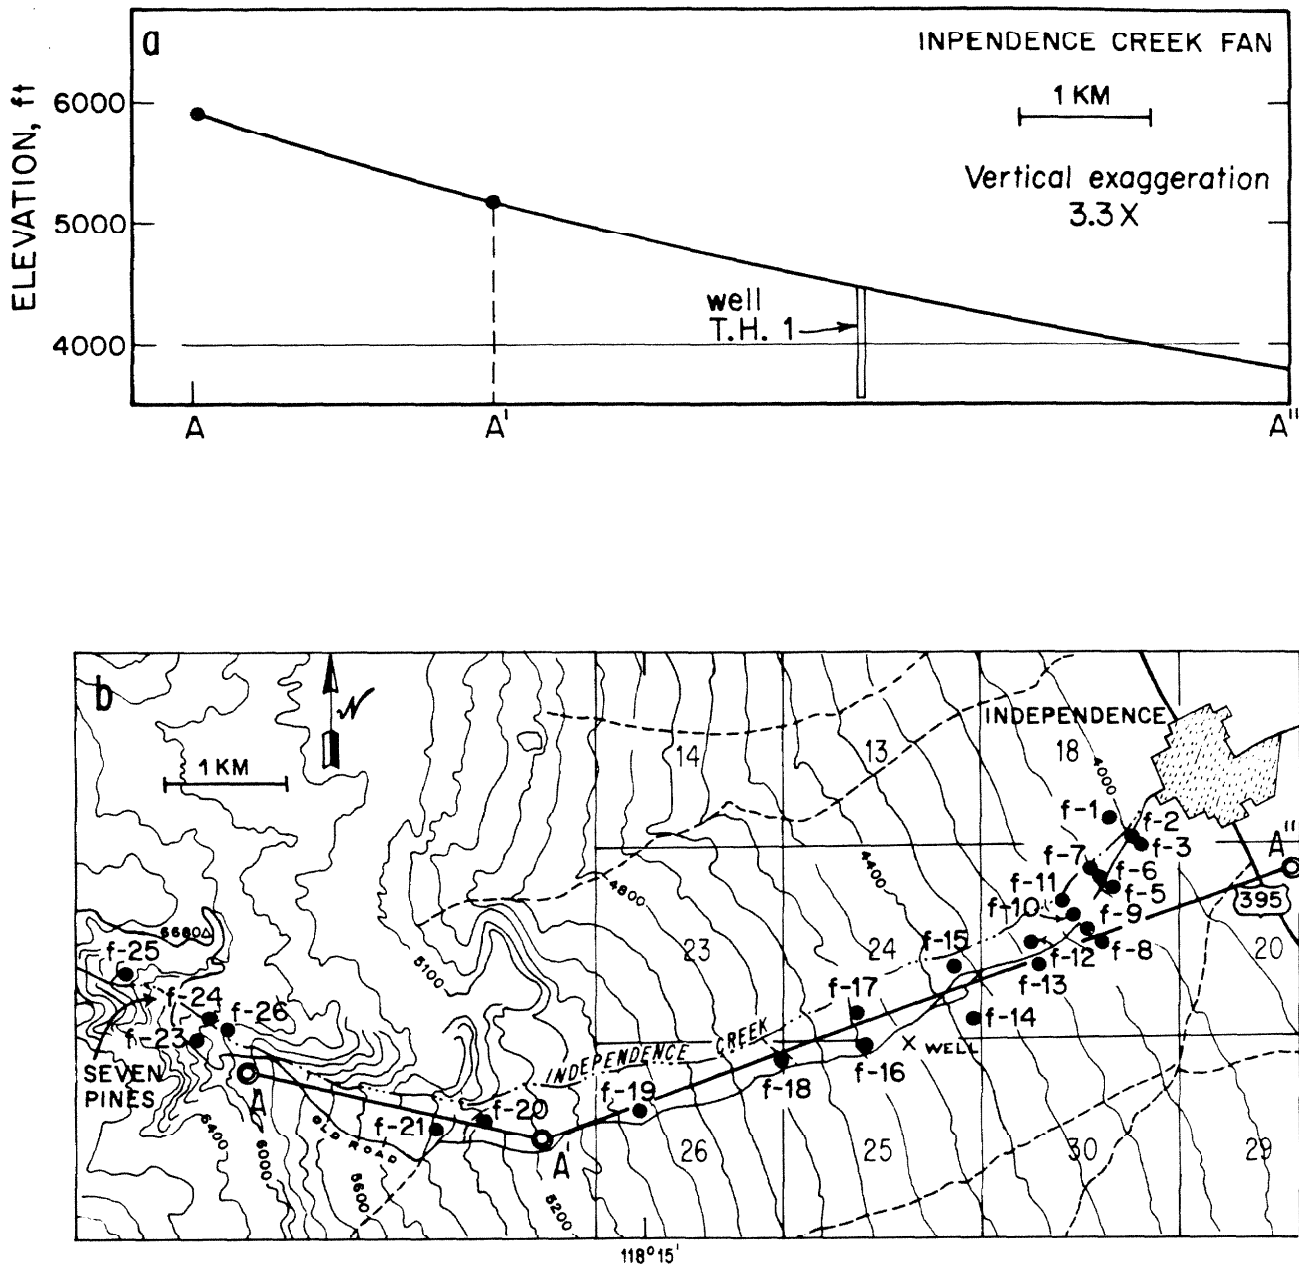 a
INPENDENCE CREEK FAN
1 KM
Vertical exaggeration
3.3X
ELEVATION, ft
6000
5000
4000
well
T.H. 1
A
A'
A"
b
N
1 KM
INDEPENDENCE
14
13
18
4000
f-1
f-2
f-3
A"
f-7
f-6
f-5
395
f-11
f-10
f-9
f-8
4400
4800
6680
f-25
5100
23
24
f-15
f-12
f-13
20
f-24
f-26
f-17
f-14
f-23
INDEPENDENCE CREEK
WELL
SEVEN
PINES
A
f-18
f-16
f-19
f-20
f-21
OLD ROAD
A'
6400
6000
5600
5200
26
25
30
29
118°15'